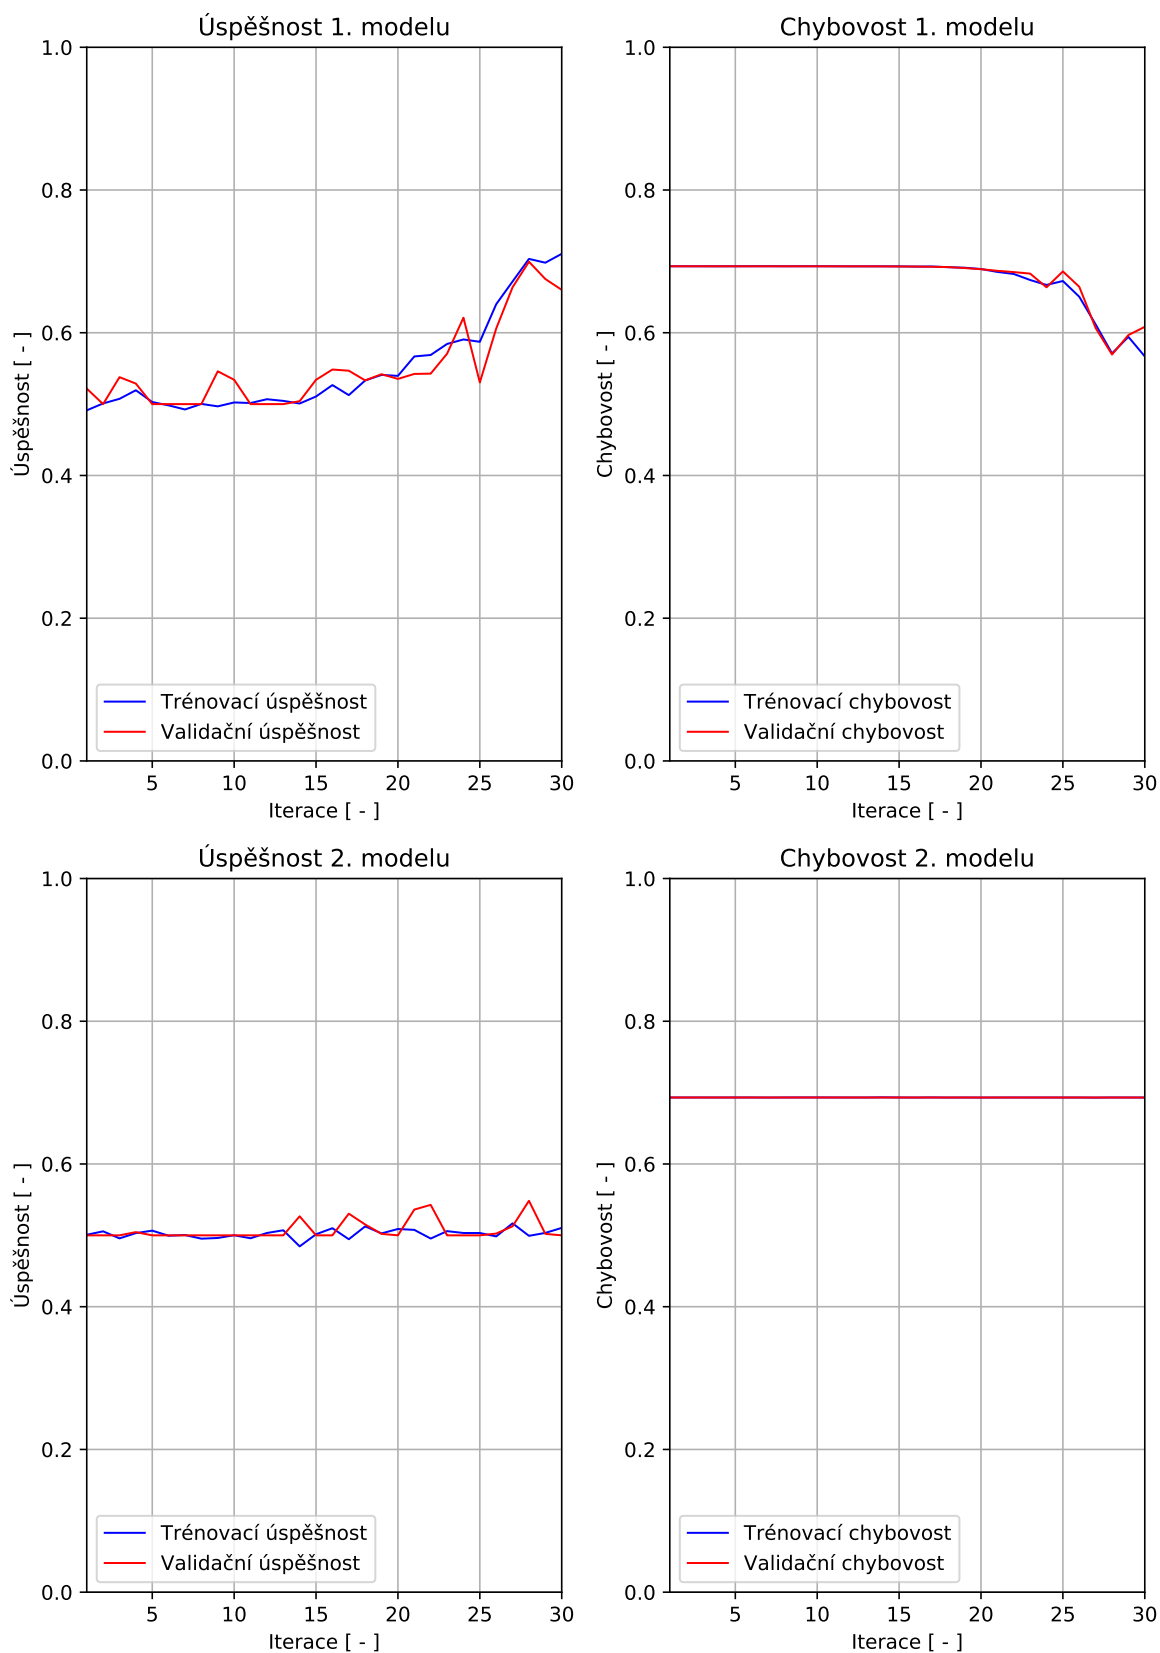 Úspěšnost 1. modelu
1.0
0.8
0.6
0.4
0.2
0.0
Úspěšnost [ - ]
Trénovací úspěšnost
Validační úspěšnost
5 10 15 20 25 30
Iterace [ - ]
Chybovost 1. modelu
1.0
0.8
0.6
0.4
0.2
0.0
Chybovost [ - ]
Trénovací chybovost
Validační chybovost
5 10 15 20 25 30
Iterace [ - ]
Úspěšnost 2. modelu
1.0
0.8
0.6
0.4
0.2
0.0
Úspěšnost [ - ]
Trénovací úspěšnost
Validační úspěšnost
5 10 15 20 25 30
Iterace [ - ]
Chybovost 2. modelu
1.0
0.8
0.6
0.4
0.2
0.0
Chybovost [ - ]
Trénovací chybovost
Validační chybovost
5 10 15 20 25 30
Iterace [ - ]